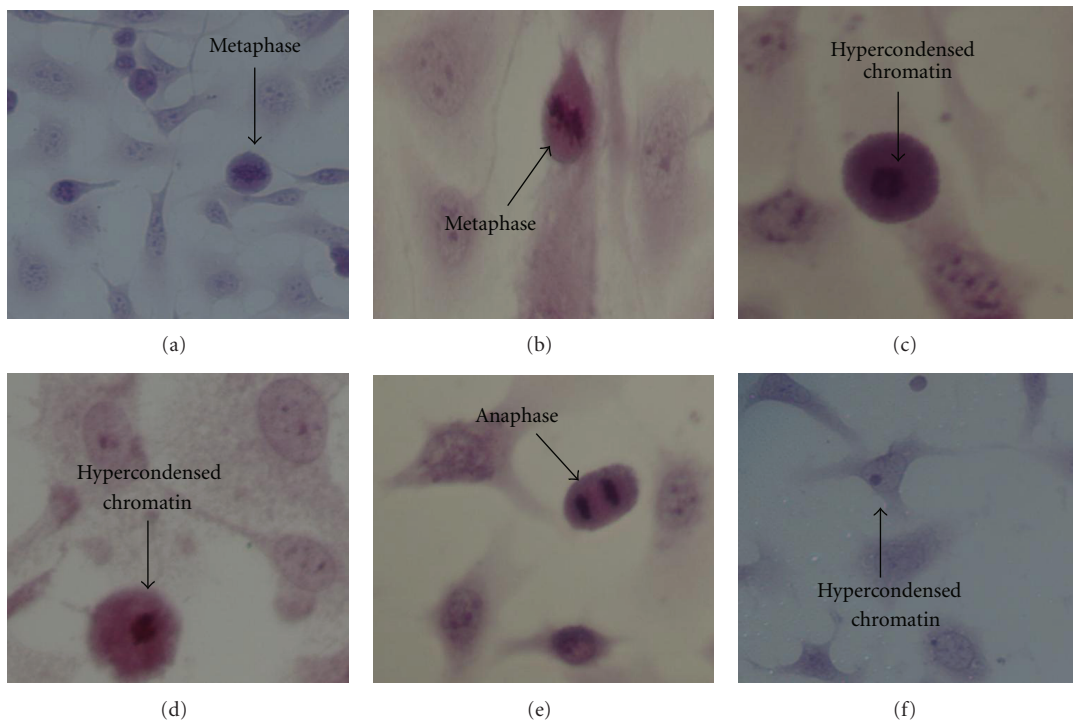 Metaphase
Metaphase
Hypercondensed
chromatin
(a)
(b)
(c)
Hypercondensed
chromatin
Anaphase
Hypercondensed
chromatin
(d)
(e)
(f)